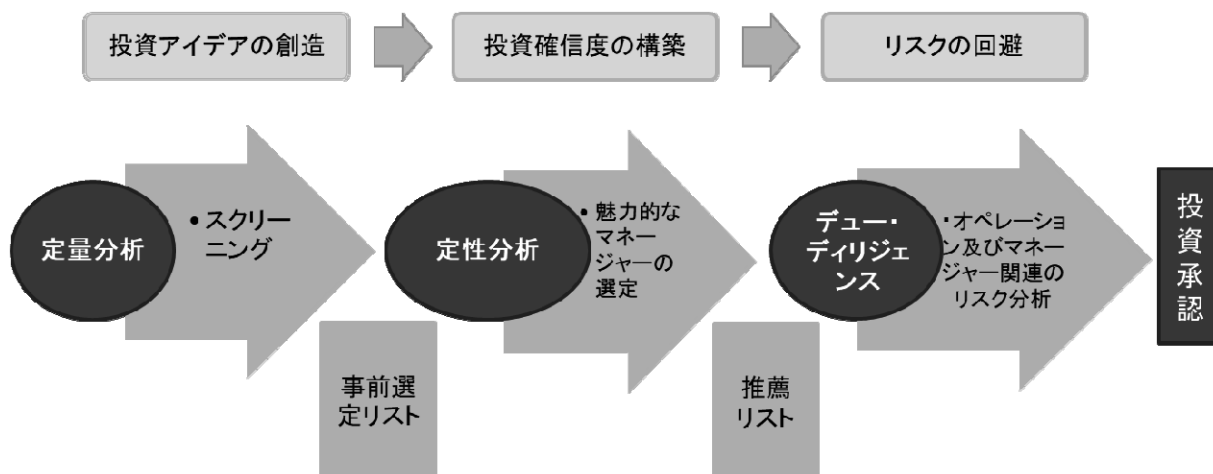 投資アイデアの創造
投資確信度の構築
リスクの回避
定量分析
• スクリー
ニング
事前選
定リスト
定性分析
• 魅力的な
マネー
ジャーの
選定
推薦
リスト
デュー・
ディリジェ
ンス
・オペレーショ
ン及びマネー
ジャー関連の
リスク分析
投
資
承
認